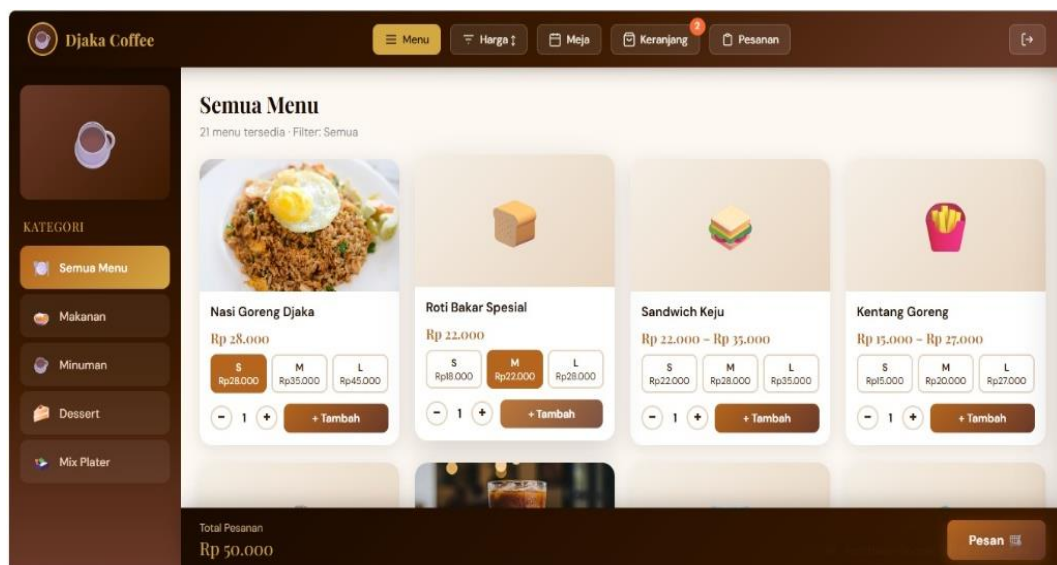 Djaka Coffee
Menu
Harga ↕
Meja
Keranjang
2
Pesanan
KATEGORI
Semua Menu
Makanan
Minuman
Dessert
Mix Plater
Semua Menu
21 menu tersedia · Filter: Semua
Nasi Goreng Djaka
Rp 28.000
S M L
Rp28.000 Rp35.000 Rp45.000
− 1 + + Tambah
Roti Bakar Spesial
Rp 22.000
S M L
Rp18.000 Rp22.000 Rp28.000
− 1 + + Tambah
Sandwich Keju
Rp 22.000 – Rp 35.000
S M L
Rp22.000 Rp28.000 Rp35.000
− 1 + + Tambah
Kentang Goreng
Rp 15.000 – Rp 27.000
S M L
Rp15.000 Rp20.000 Rp27.000
− 1 + + Tambah
Total Pesanan
Rp 50.000
Pesan